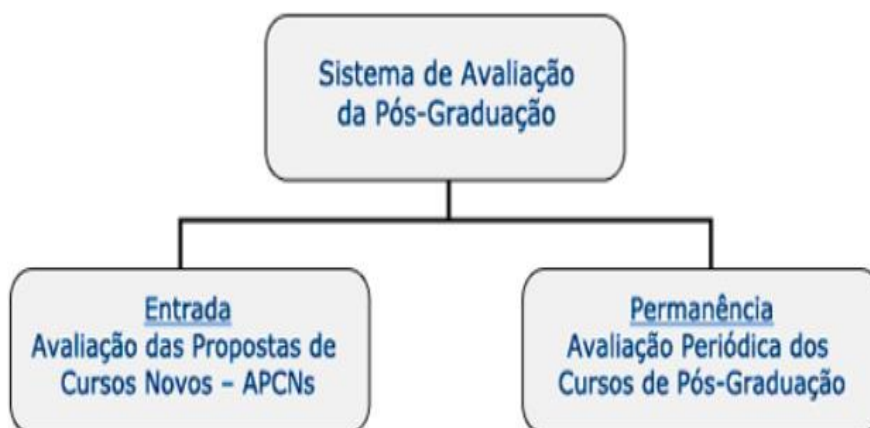 Sistema de Avaliação
da Pós-Graduação
Entrada
Avaliação das Propostas de
Cursos Novos – APCNs
Permanência
Avaliação Periódica dos
Cursos de Pós-Graduação